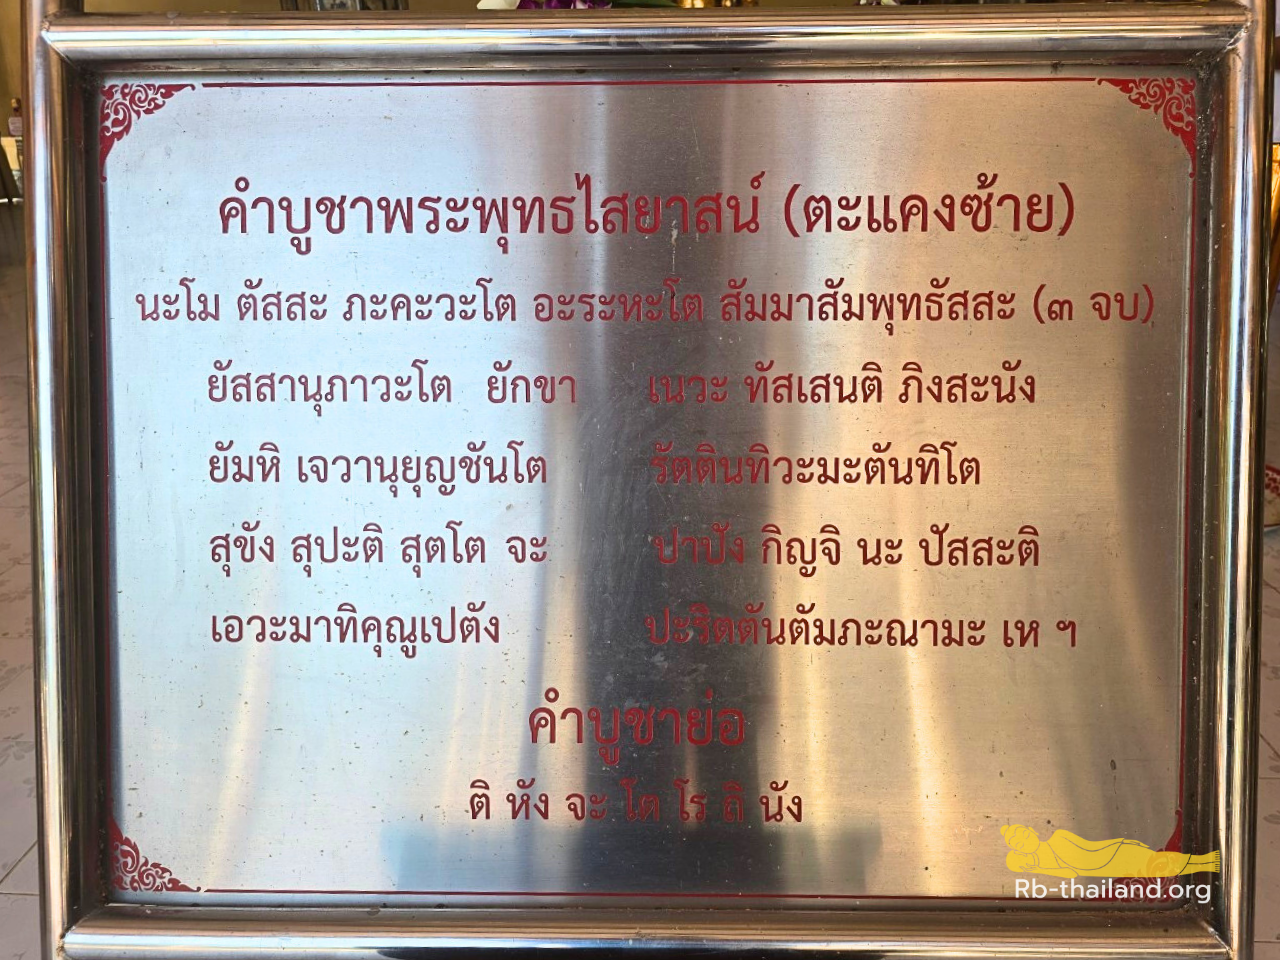 คำบูชาพระพุทธไสยาสน์ (ตะแคงซ้าย)
นะโม ตัสสะ ภะคะวะโต อะระหะโต สัมมาสัมพุทธัสสะ (๓ จบ)
ยัสสานุภาวะโต ยักขา เนวะ ทัสเสนติ ภิงสะนัง
ยัมหิ เจวานุยุญชันโต รัตตินทิวะมะตันทิโต
สุขัง สุปะติ สุตโต จะ ปาปัง กิญจิ นะ ปัสสะติ
เอวะมาทิคุณูเปตัง ปะริตตันตัมภะณามะ เห ฯ
คำบูชาย่อ
ติ หัง จะ โต โร ถิ นัง
Rb-thailand.org